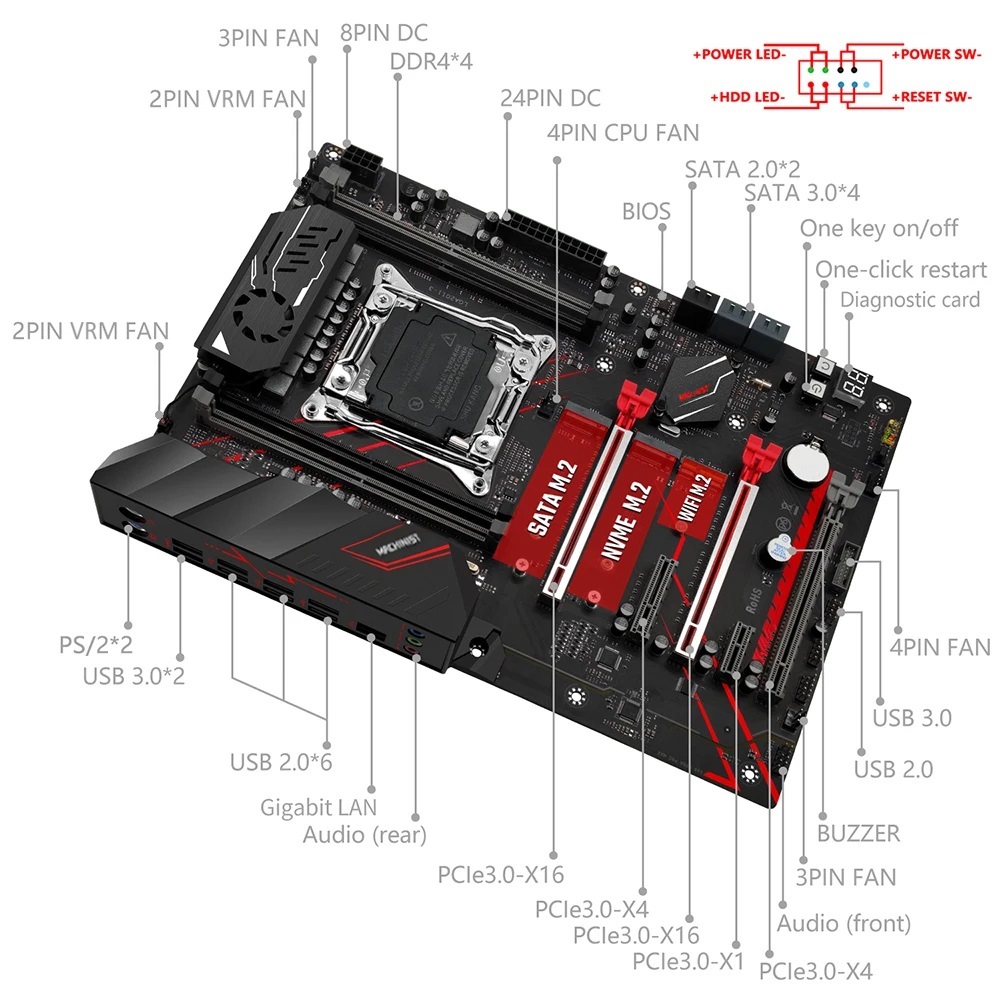 +POWER LED-
+POWER SW-
+HDD LED-
+RESET SW-
3PIN FAN
8PIN DC
DDR4*4
2PIN VRM FAN
24PIN DC
4PIN CPU FAN
SATA 2.0*2
SATA 3.0*4
BIOS
One key on/off
One-click restart
Diagnostic card
2PIN VRM FAN
LGA2011-3
MACHINIST
SATA M.2
NVME M.2
WIFI M.2
MACHINIST
RoHS
PS/2*2
USB 3.0*2
USB 2.0*6
Gigabit LAN
Audio (rear)
4PIN FAN
USB 3.0
USB 2.0
BUZZER
3PIN FAN
Audio (front)
PCIe3.0-X16
PCIe3.0-X4
PCIe3.0-X16
PCIe3.0-X1
PCIe3.0-X4